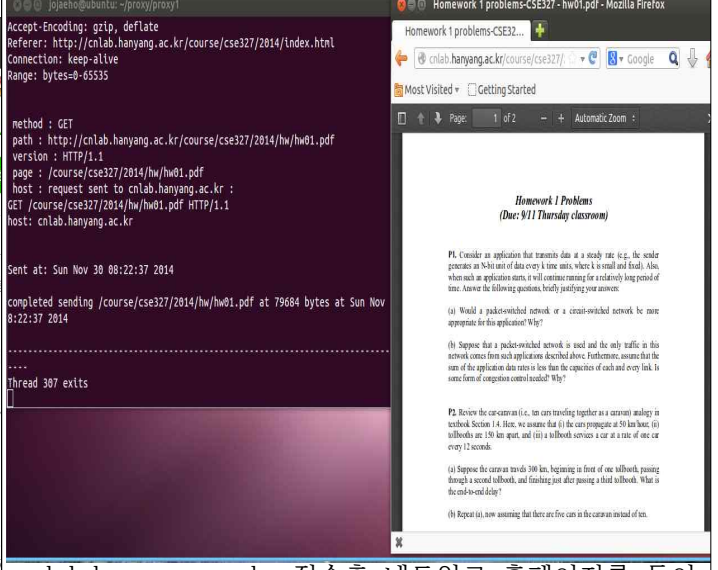 jojaeho@ubuntu: ~/proxy/proxy1
Accept-Encoding: gzip, deflate
Referer: http://cnlab.hanyang.ac.kr/course/cse327/2014/index.html
Connection: keep-alive
Range: bytes=0-65535
method : GET
path : http://cnlab.hanyang.ac.kr/course/cse327/2014/hw/hw01.pdf
version : HTTP/1.1
page : /course/cse327/2014/hw/hw01.pdf
host : request sent to cnlab.hanyang.ac.kr :
GET /course/cse327/2014/hw/hw01.pdf HTTP/1.1
host: cnlab.hanyang.ac.kr
Sent at: Sun Nov 30 08:22:37 2014
completed sending /course/cse327/2014/hw/hw01.pdf at 79684 bytes at Sun Nov
8:22:37 2014
--------------------------------------------------------------------------------
----
Thread 307 exits
Homework 1 problems-CSE327 - hw01.pdf - Mozilla Firefox
Homework 1 problems-CSE32...
cnlab.hanyang.ac.kr/course/cse327/
Google
Most Visited
Getting Started
Page: 1 of 2
Automatic Zoom
Homework 1 Problems
(Due: 9/11 Thursday classroom)
P1. Consider an application that transmits data at a steady rate (e.g., the sender
generates an N-bit unit of data every k time units, where k is small and fixed). Also,
when such an application starts, it will continue running for a relatively long period of
time. Answer the following questions, briefly justifying your answers:
(a) Would a packet-switched network or a circuit-switched network be more
appropriate for this application? Why?
(b) Suppose that a packet-switched network is used and the only traffic in this
network comes from such applications described above. Furthermore, assume that the
sum of the application data rates is less than the capacities of each and every link. Is
some form of congestion control needed? Why?
P2. Review the car-caravan (i.e., ten cars traveling together as a caravan) analogy in
textbook Section 1.4. Here, we assume that (i) the cars propagate at 50 km/hour, (ii)
tollbooths are 150 km apart, and (iii) a tollbooth services a car at a rate of one car
every 12 seconds.
(a) Suppose the caravan travels 300 km, beginning in front of one tollbooth, passing
through a second tollbooth, and finishing just after passing a third tollbooth. What is
the end-to-end delay?
(b) Repeat (a), now assuming that there are five cars in the caravan instead of ten.